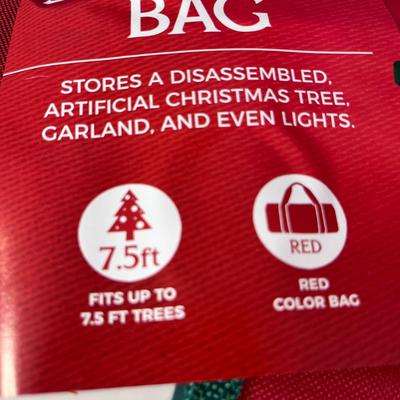 BAG
STORES A DISASSEMBLED,
ARTIFICIAL CHRISTMAS TREE,
GARLAND, AND EVEN LIGHTS.
7.5ft
FITS UP TO
7.5 FT TREES
RED
RED
COLOR BAG